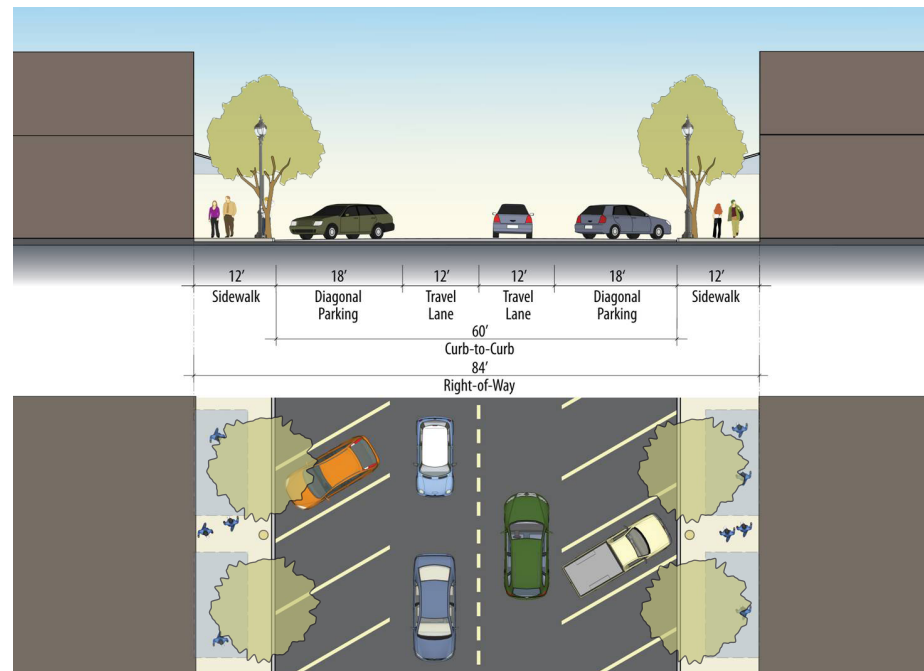 12’ 18’ 12’ 12’ 18’ 12’
Sidewalk Diagonal Travel Travel Diagonal Sidewalk
Parking Lane Lane Parking
60’
Curb-to-Curb
84’
Right-of-Way